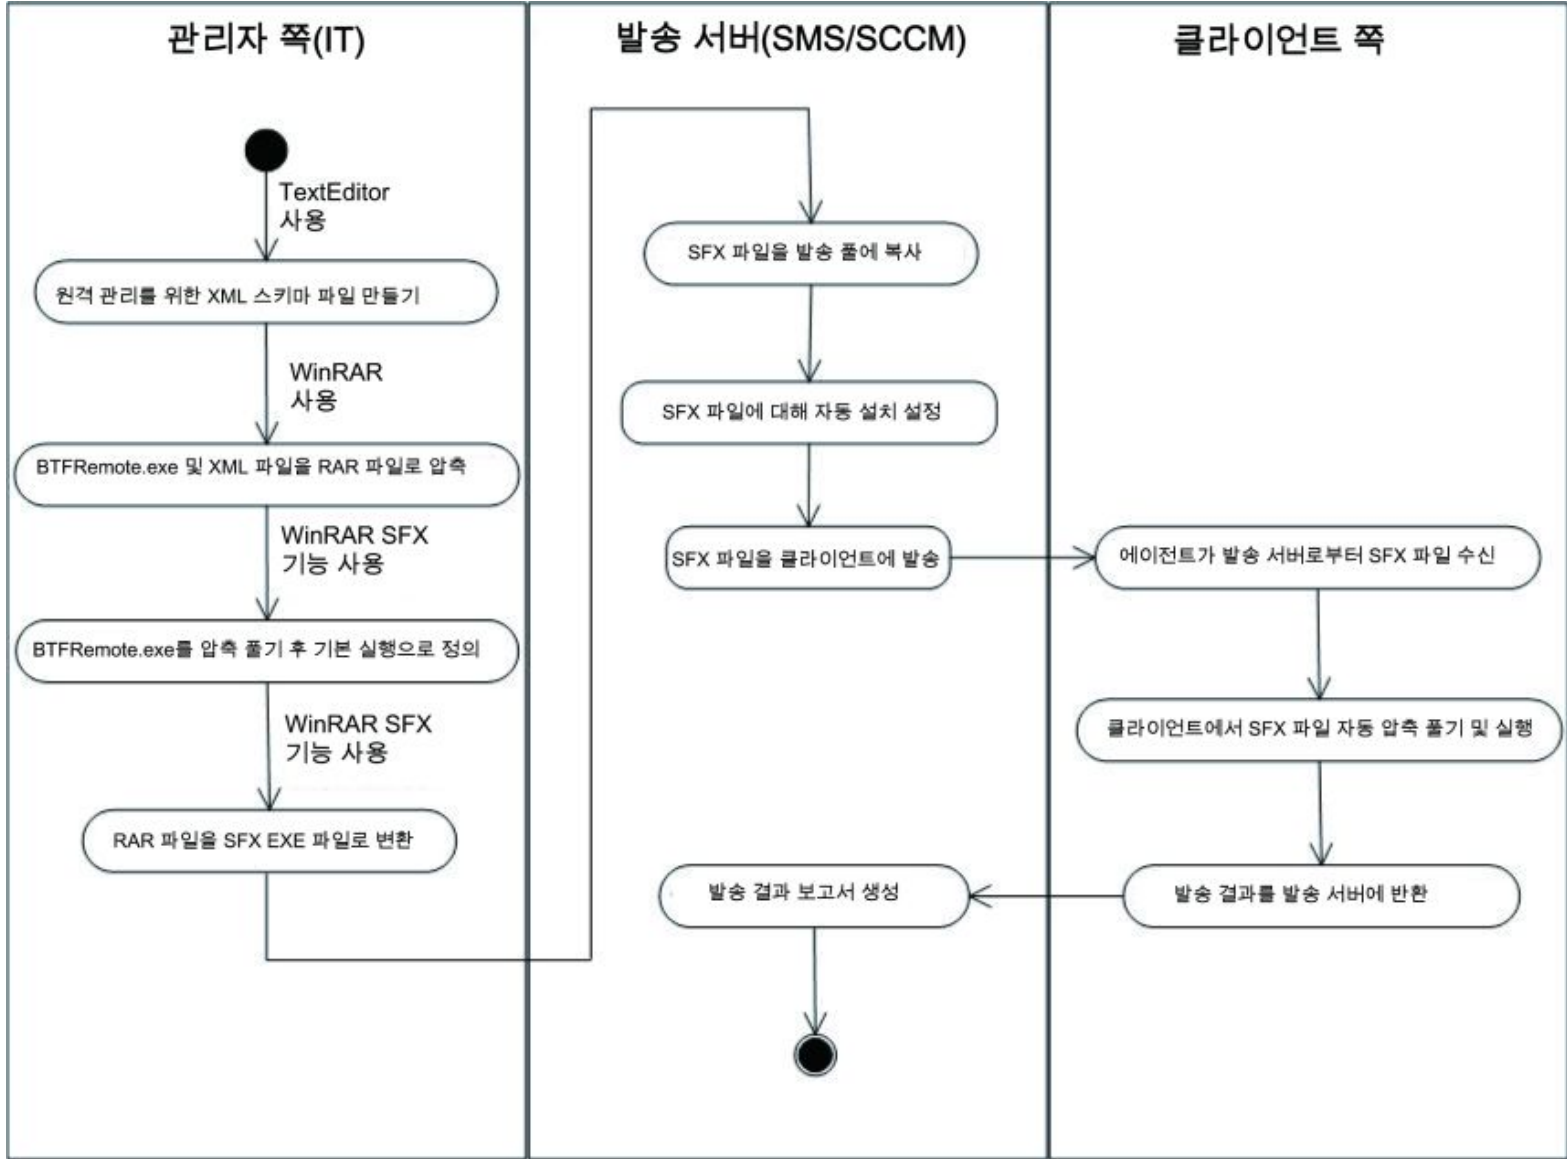 관리자 쪽(IT)
TextEditor
사용
원격 관리를 위한 XML 스키마 파일 만들기
WinRAR
사용
BTFRemote.exe 및 XML 파일을 RAR 파일로 압축
WinRAR SFX
기능 사용
BTFRemote.exe를 압축 풀기 후 기본 실행으로 정의
WinRAR SFX
기능 사용
RAR 파일을 SFX EXE 파일로 변환
발송 서버(SMS/SCCM)
SFX 파일을 발송 풀에 복사
SFX 파일에 대해 자동 설치 설정
SFX 파일을 클라이언트에 발송
발송 결과 보고서 생성
클라이언트 쪽
에이전트가 발송 서버로부터 SFX 파일 수신
클라이언트에서 SFX 파일 자동 압축 풀기 및 실행
발송 결과를 발송 서버에 반환